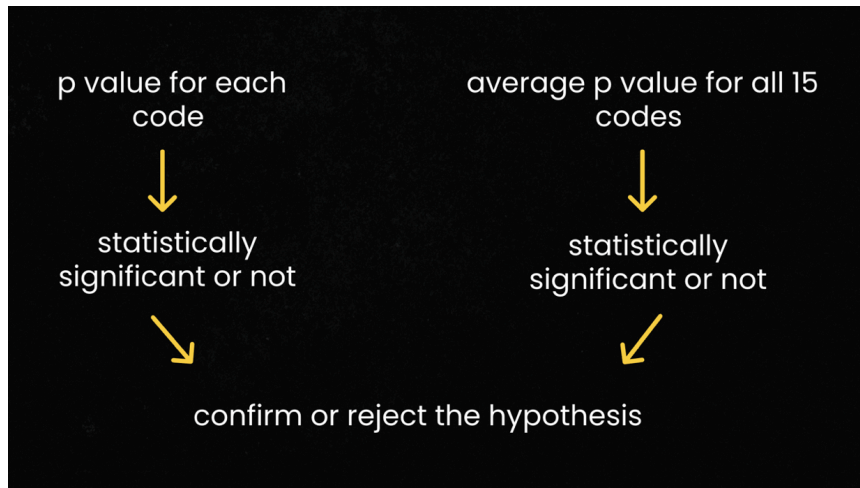 p value for each
code
average p value for all 15
codes
statistically
significant or not
statistically
significant or not
confirm or reject the hypothesis